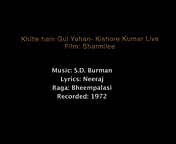 Khilte hain Gul Yahan- Kishore Kumar Live
Film: Sharmilee
Music: S.D. Burman
Lyrics: Neeraj
Raga: Bheempalasi
Recorded: 1972